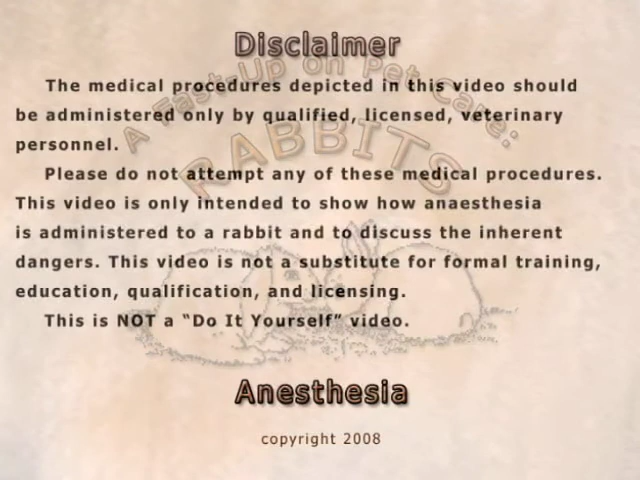 Disclaimer
A Fast-Up on Pet Care:
RABBITS
The medical procedures depicted in this video should
be administered only by qualified, licensed, veterinary
personnel.
Please do not attempt any of these medical procedures.
This video is only intended to show how anaesthesia
is administered to a rabbit and to discuss the inherent
dangers. This video is not a substitute for formal training,
education, qualification, and licensing.
This is NOT a “Do It Yourself” video.
Anesthesia
copyright 2008